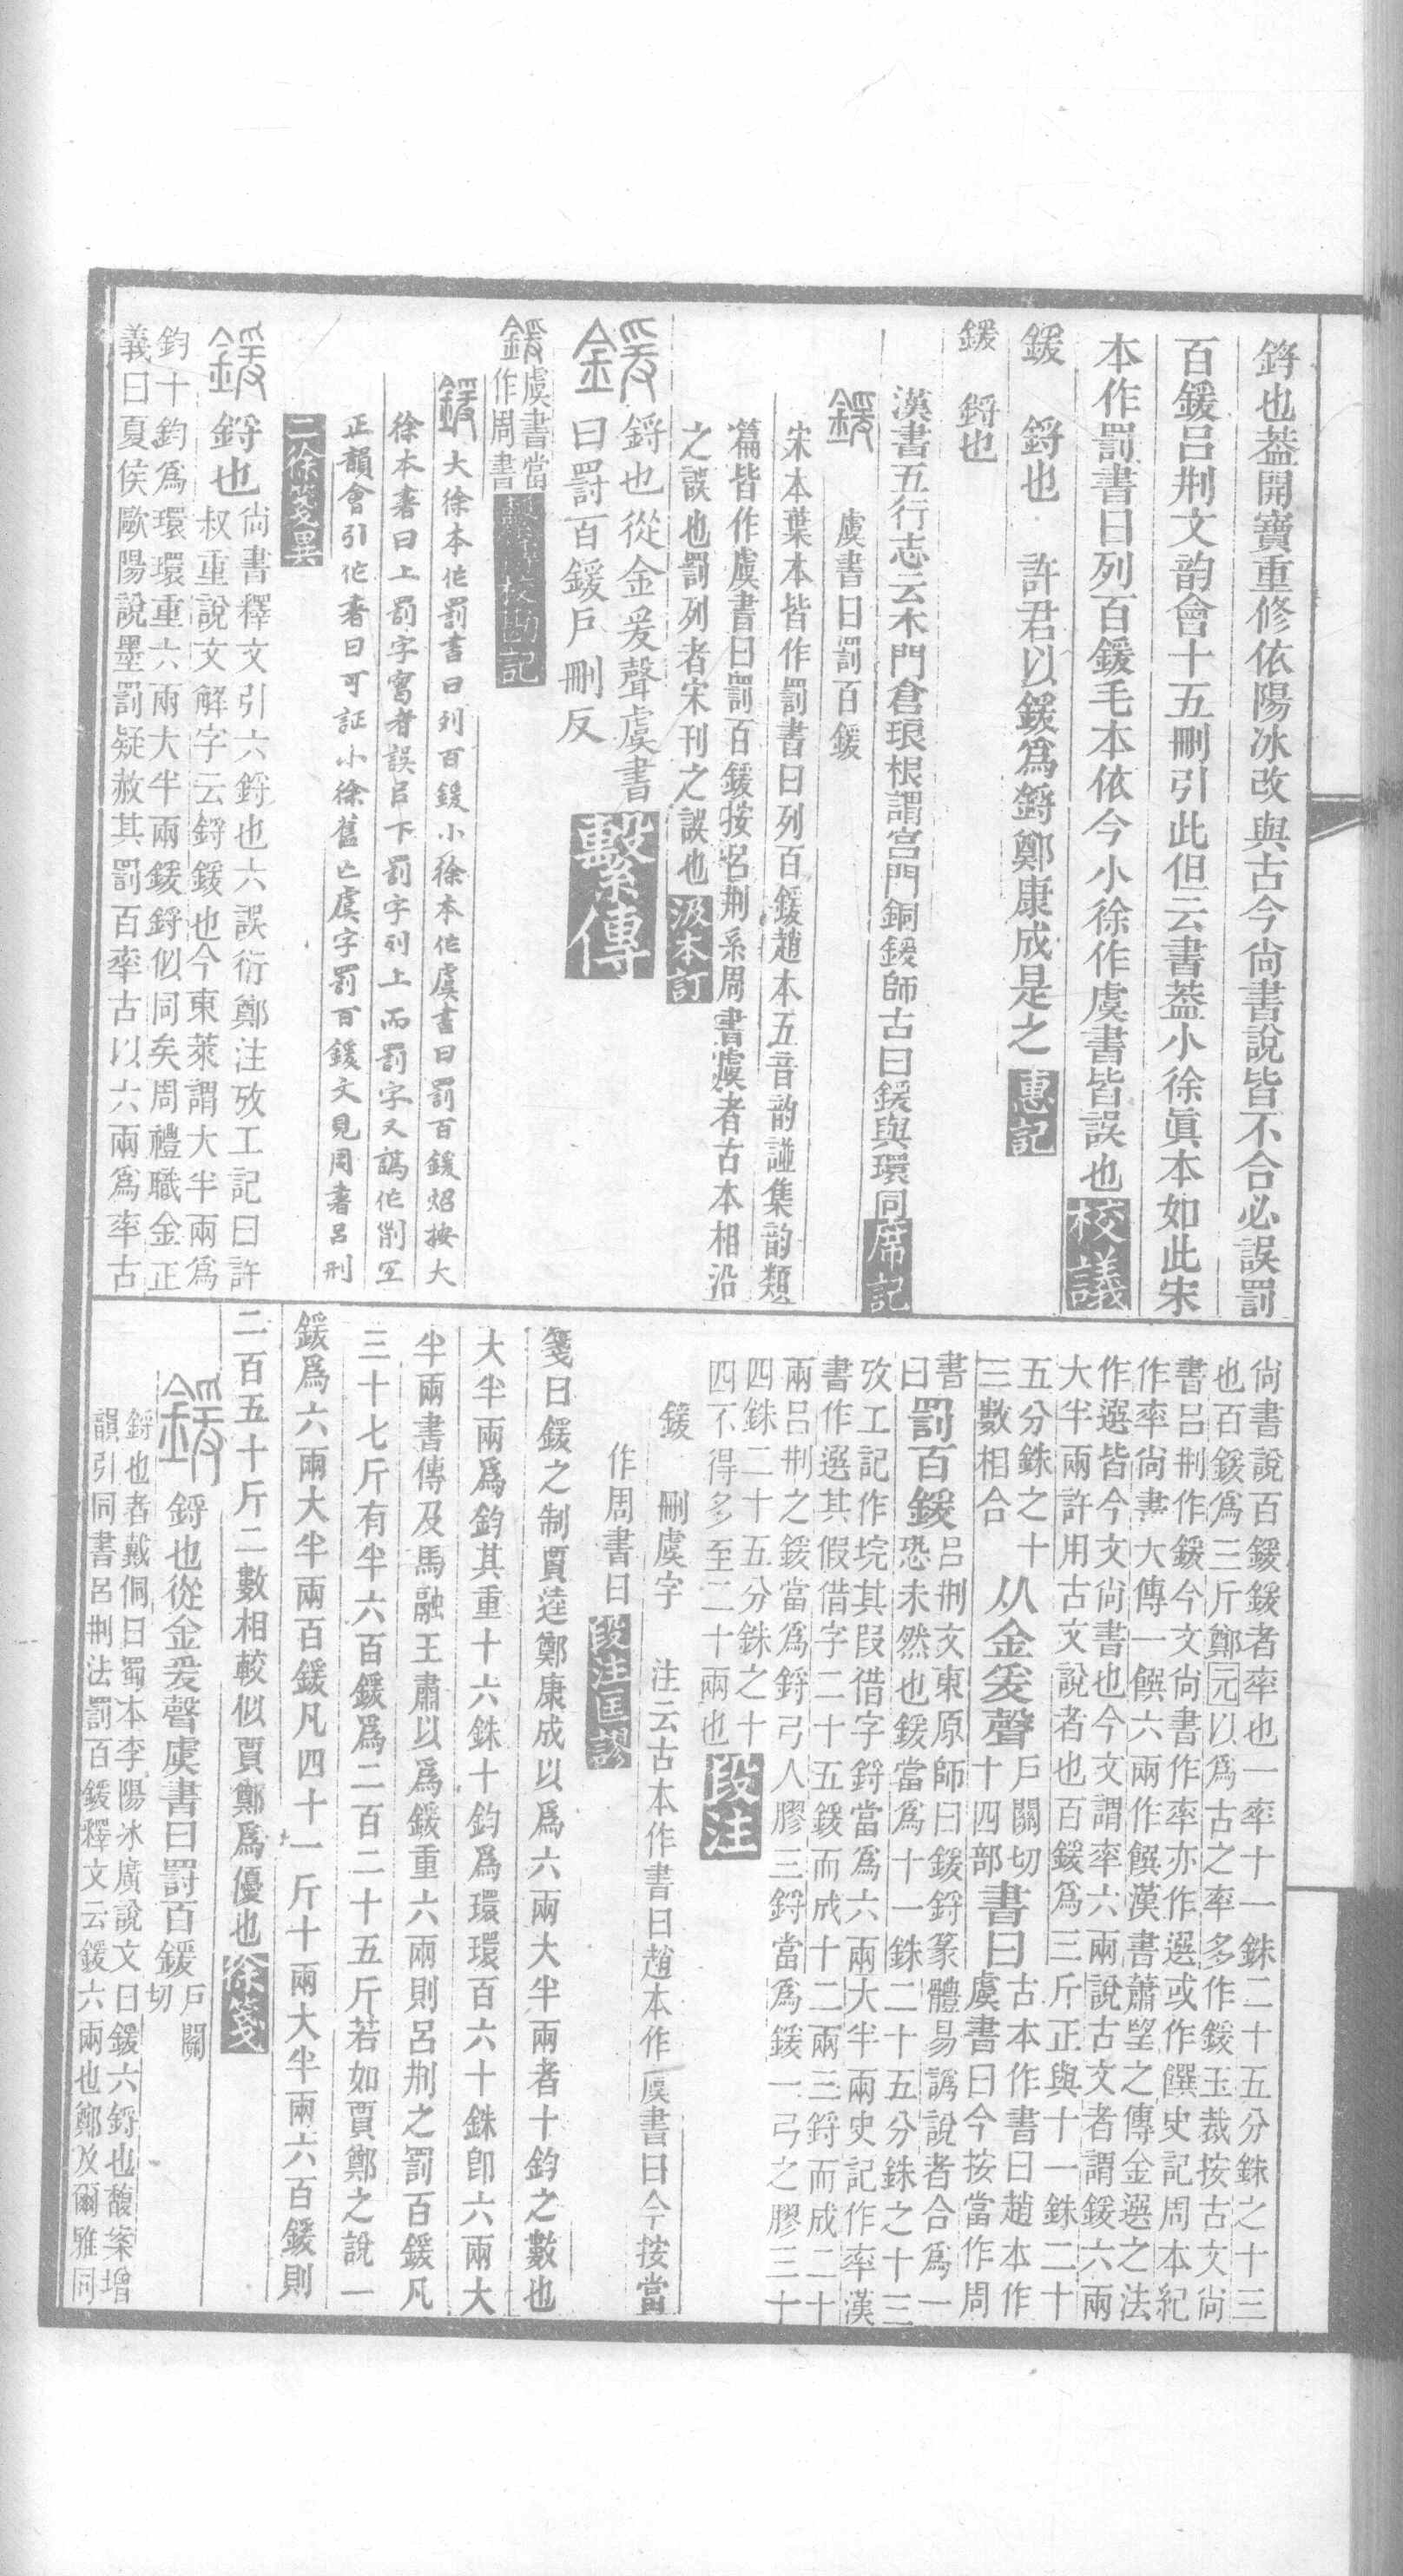 鋝也葢開寶重修依陽冰改與古今尚書說皆不合必誤罰
百鍰呂荆文韵會十五刪引此但云書葢小徐眞本如此宋
本作罰書曰列百鍰毛本依今小徐作虞書皆誤也 校議
鍰 鋝也 許君以鍰爲鋝鄭康成是之 惠記
鍰 鋝也
漢書五行志云木門倉琅根謂宫門銅鍰師古曰鍰與環同 席記
鍰 虞書曰罰百鍰
宋本葉本皆作罰書曰列百鍰趙本五音韵譜集韵類
篇皆作虞書曰罰百鍰按呂荆系周書虞者古本相沿
之誤也罰列者宋刊之誤也 汲本訂
鍰 鋝也從金爰聲虞書
曰罰百鍰戶刪反 繫傳
鍰 虞書當
作周書 繫傳校勘記
鍰 大徐本作罰書曰列百鍰小徐本作虞書曰罰百鍰炤按大
徐本書曰上罰字寫者誤㠯下罰字列上而罰字又譌作𠛱宜
正韻會引作書曰可証小徐舊亡虞字罰百鍰文見周書呂刑
二徐箋異
鍰 鋝也 尚書釋文引六鋝也六誤衍鄭注攷工記曰許
叔重說文解字云鋝鍰也今東萊謂大半兩爲
鈞十鈞爲環環重六兩大半兩鍰鋝似同矣周禮職金正
義曰夏侯歐陽說墨罰疑赦其罰百率古以六兩爲率古
尚書說百鍰鍰者率也一率十一銖二十五分銖之十三
也百鍰爲三斤鄭元以爲古之率多作鍰玉裁按古文尚
書呂荆作鍰今文尚書作率亦作選或作饌史記周本紀
作率尚書大傳一饌六兩作饌漢書蕭望之傳金選之法
作選皆今文尚書也今文謂率六兩說古文者謂鍰六兩
大半兩許用古文說者也百鍰爲三斤正與十一銖二十
五分銖之十
三數相合 从金爰聲 戶關切
十四部 書曰 古本作書曰趙本作
虞書曰今按當作周
書
曰 罰百鍰 呂荆文東原師曰鍰鋝篆體易譌說者合爲一
恐未然也鍰當爲十一銖二十五分銖之十三
攷工記作垸其叚借字鋝當爲六兩大半兩史記作率漢
書作選其假借字二十五鍰而成十二兩三鋝而成二十
兩呂荆之鍰當爲鋝弓人膠三鋝當爲鍰一弓之膠三十
四銖二十五分銖之十
四不得多至二十兩也 段注
鍰 刪虞字 注云古本作書曰趙本作虞書曰今按當
作周書曰 段注匡謬
箋曰鍰之制賈逵鄭康成以爲六兩大半兩者十鈞之數也
大半兩爲鈞其重十六銖十鈞爲環環百六十銖卽六兩大
半兩書傳及馬融王肅以爲鍰重六兩則呂荆之罰百鍰凡
三十七斤有半六百鍰爲二百二十五斤若如賈鄭之說一
鍰爲六兩大半兩百鍰凡四十一斤十兩大半兩六百鍰則
二百五十斤二數相較似賈鄭爲優也 徐箋
鍰 鋝也從金爰聲虞書曰罰百鍰 戶關
切
鋝也者戴侗曰蜀本李陽冰廣說文曰鍰六鋝也馥案增
韻引同書呂荆法罰百鍰釋文云鍰六兩也鄭及爾雅同